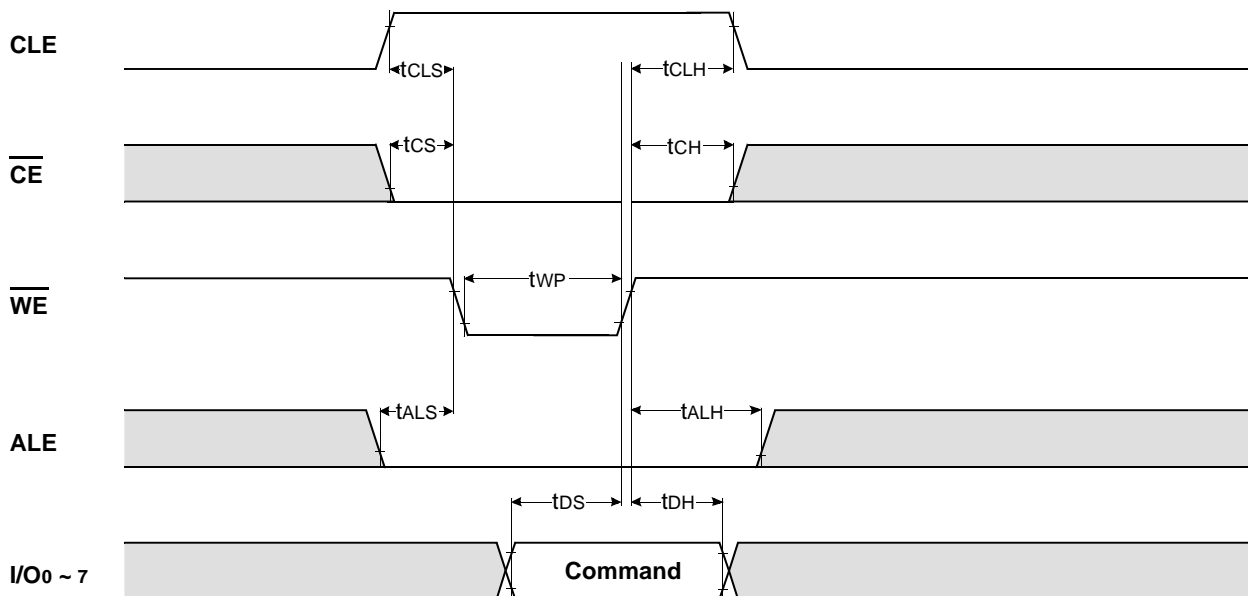 CLE
tCLS
tCLH
CE
tCS
tCH
WE
tWP
ALE
tALS
tALH
tDS
tDH
I/O0 ~ 7
Command